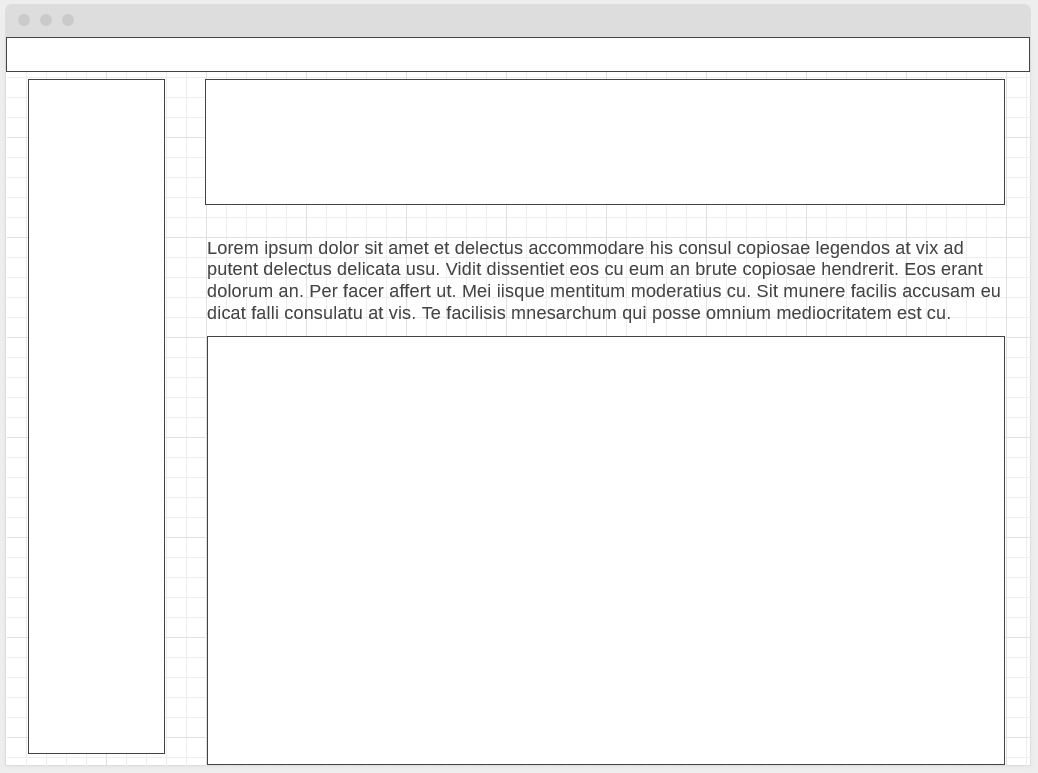 Lorem ipsum dolor sit amet et delectus accommodare his consul copiosae legendos at vix ad
putent delectus delicata usu. Vidit dissentiet eos cu eum an brute copiosae hendrerit. Eos erant
dolorum an. Per facer affert ut. Mei iisque mentitum moderatius cu. Sit munere facilis accusam eu
dicat falli consulatu at vis. Te facilisis mnesarchum qui posse omnium mediocritatem est cu.